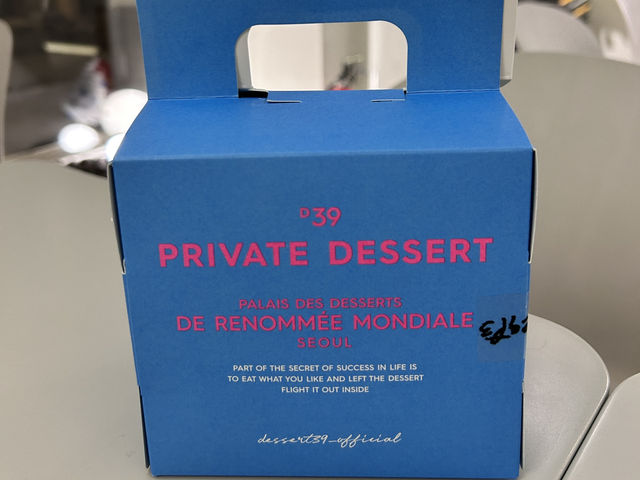 D39
PRIVATE DESSERT
PALAIS DES DESSERTS
DE RENOMMÉE MONDIALE
SEOUL
PART OF THE SECRET OF SUCCESS IN LIFE IS
TO EAT WHAT YOU LIKE AND LEFT THE DESSERT
FLIGHT IT OUT INSIDE
dessert39_official